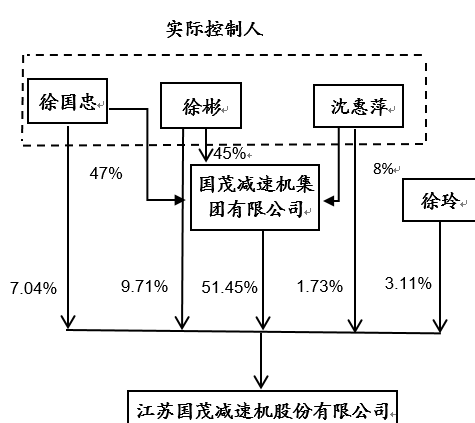 实际控制人
徐国忠
徐彬
沈惠萍
45%
47%
8%
国茂减速机集
团有限公司
徐玲
7.04%
9.71%
51.45%
1.73%
3.11%
江苏国茂减速机股份有限公司